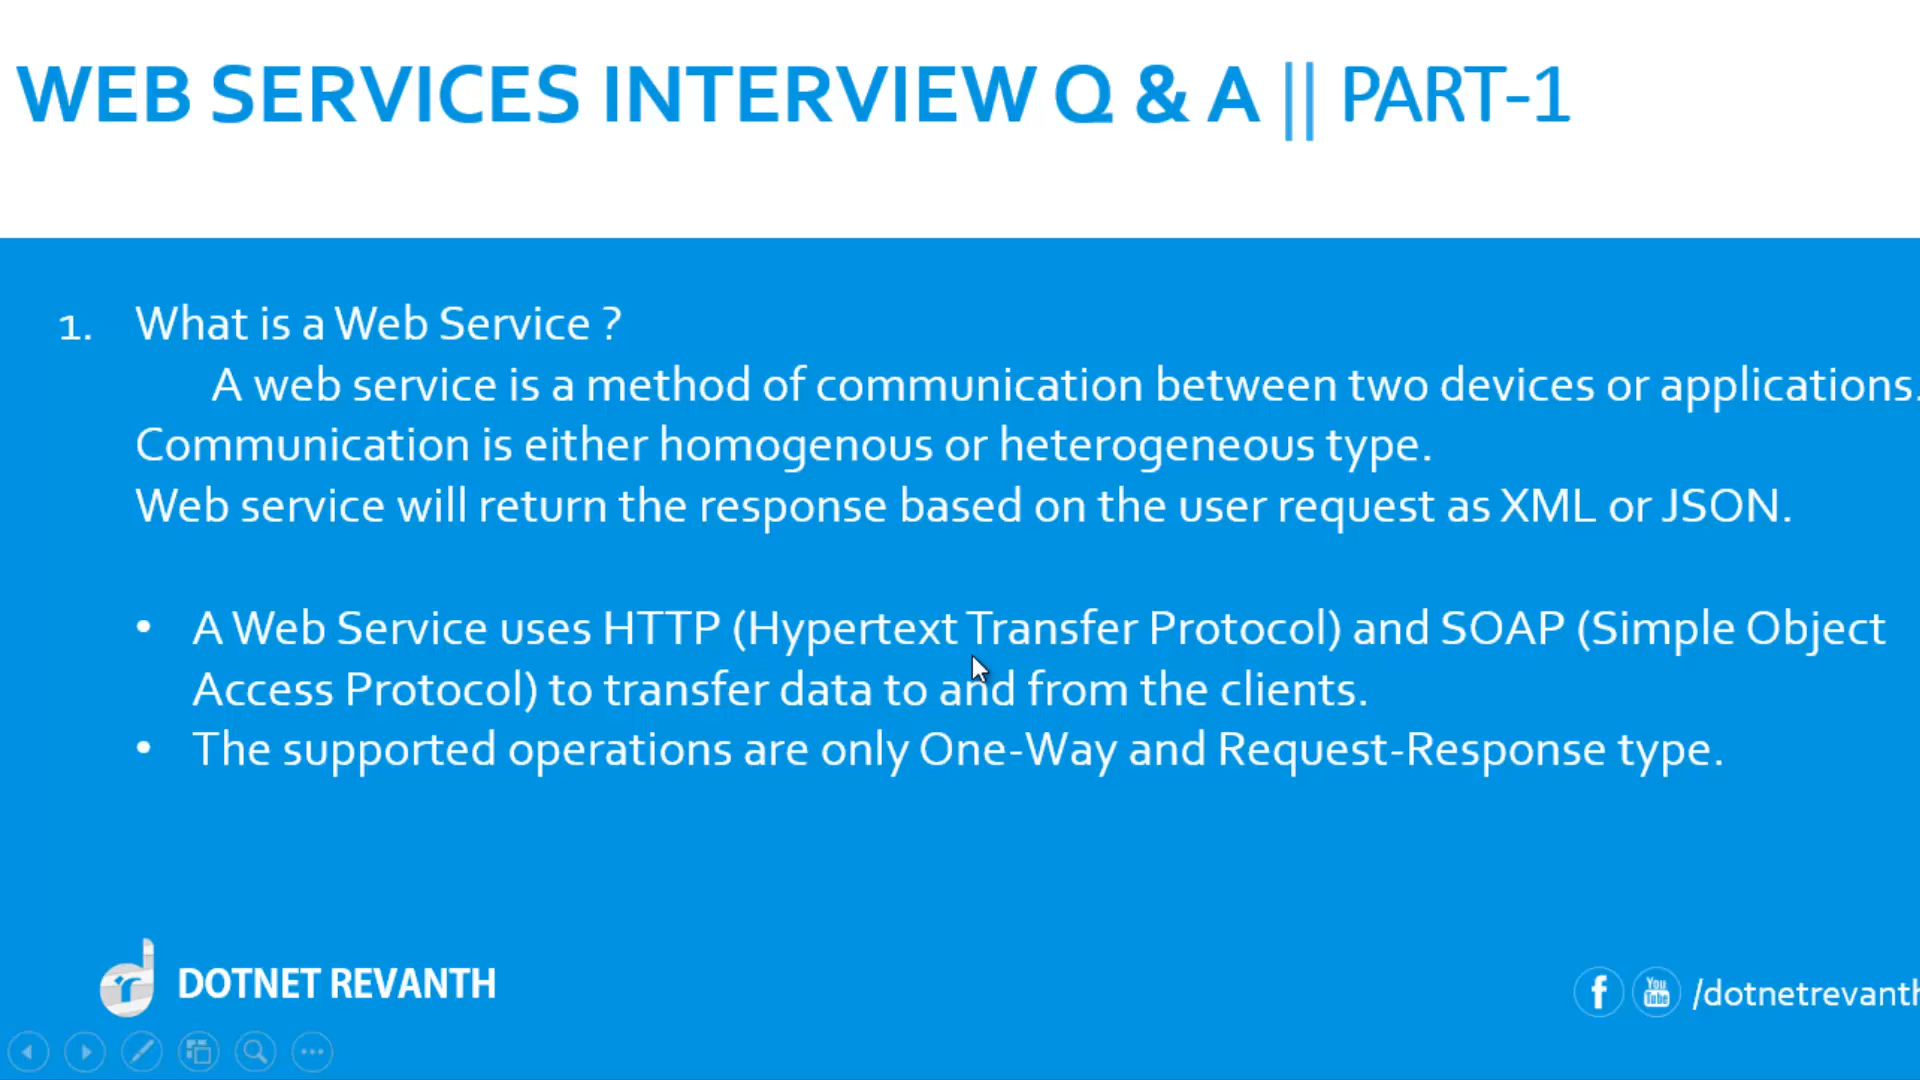 WEB SERVICES INTERVIEW Q & A || PART-1
1. What is a Web Service ?
A web service is a method of communication between two devices or applications.
Communication is either homogenous or heterogeneous type.
Web service will return the response based on the user request as XML or JSON.
• A Web Service uses HTTP (Hypertext Transfer Protocol) and SOAP (Simple Object
Access Protocol) to transfer data to and from the clients.
• The supported operations are only One-Way and Request-Response type.
DOTNET REVANTH
f You Tube /dotnetrevanth